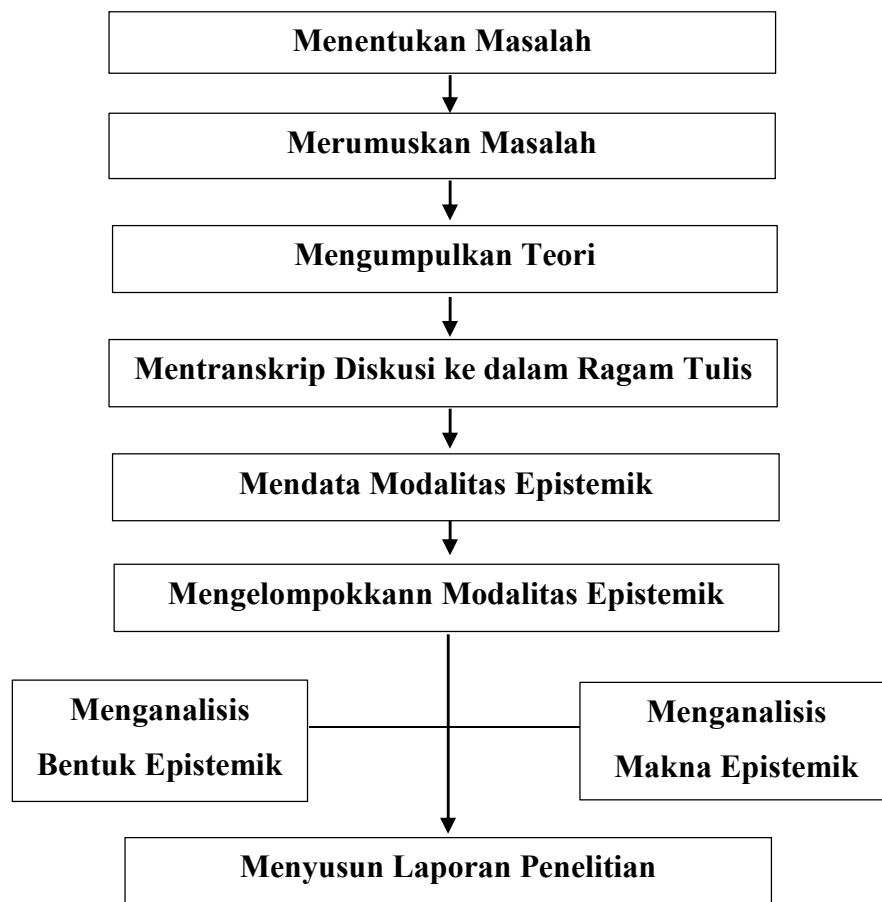 Menentukan Masalah
Merumuskan Masalah
Mengumpulkan Teori
Mentranskrip Diskusi ke dalam Ragam Tulis
Mendata Modalitas Epistemik
Mengelompokkann Modalitas Epistemik
Menganalisis
Bentuk Epistemik
Menganalisis
Makna Epistemik
Menyusun Laporan Penelitian